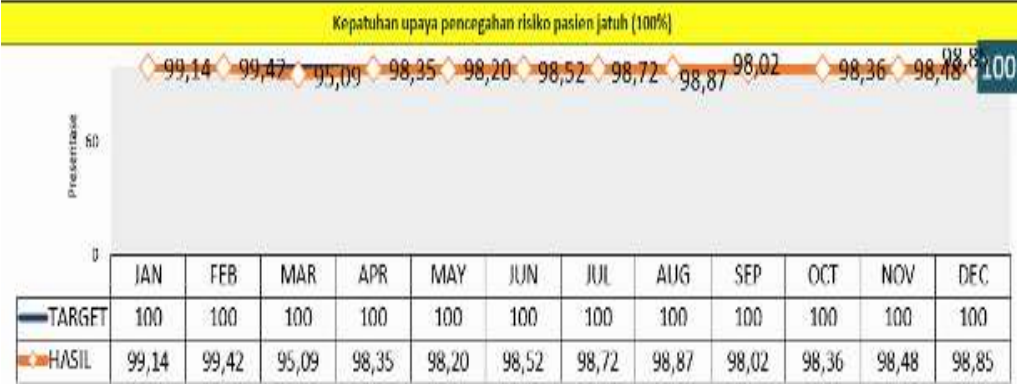 Kepatuhan upaya pencegahan risiko pasien jatuh (100%)
99,14 99,42 95,09 98,35 98,20 98,52 98,72 98,87 98,02 98,36 98,48 98,85 100
Presentase
60
0
JAN FEB MAR APR MAY JUN JUL AUG SEP OCT NOV DEC
TARGET 100 100 100 100 100 100 100 100 100 100 100 100
HASIL 99,14 99,42 95,09 98,35 98,20 98,52 98,72 98,87 98,02 98,36 98,48 98,85